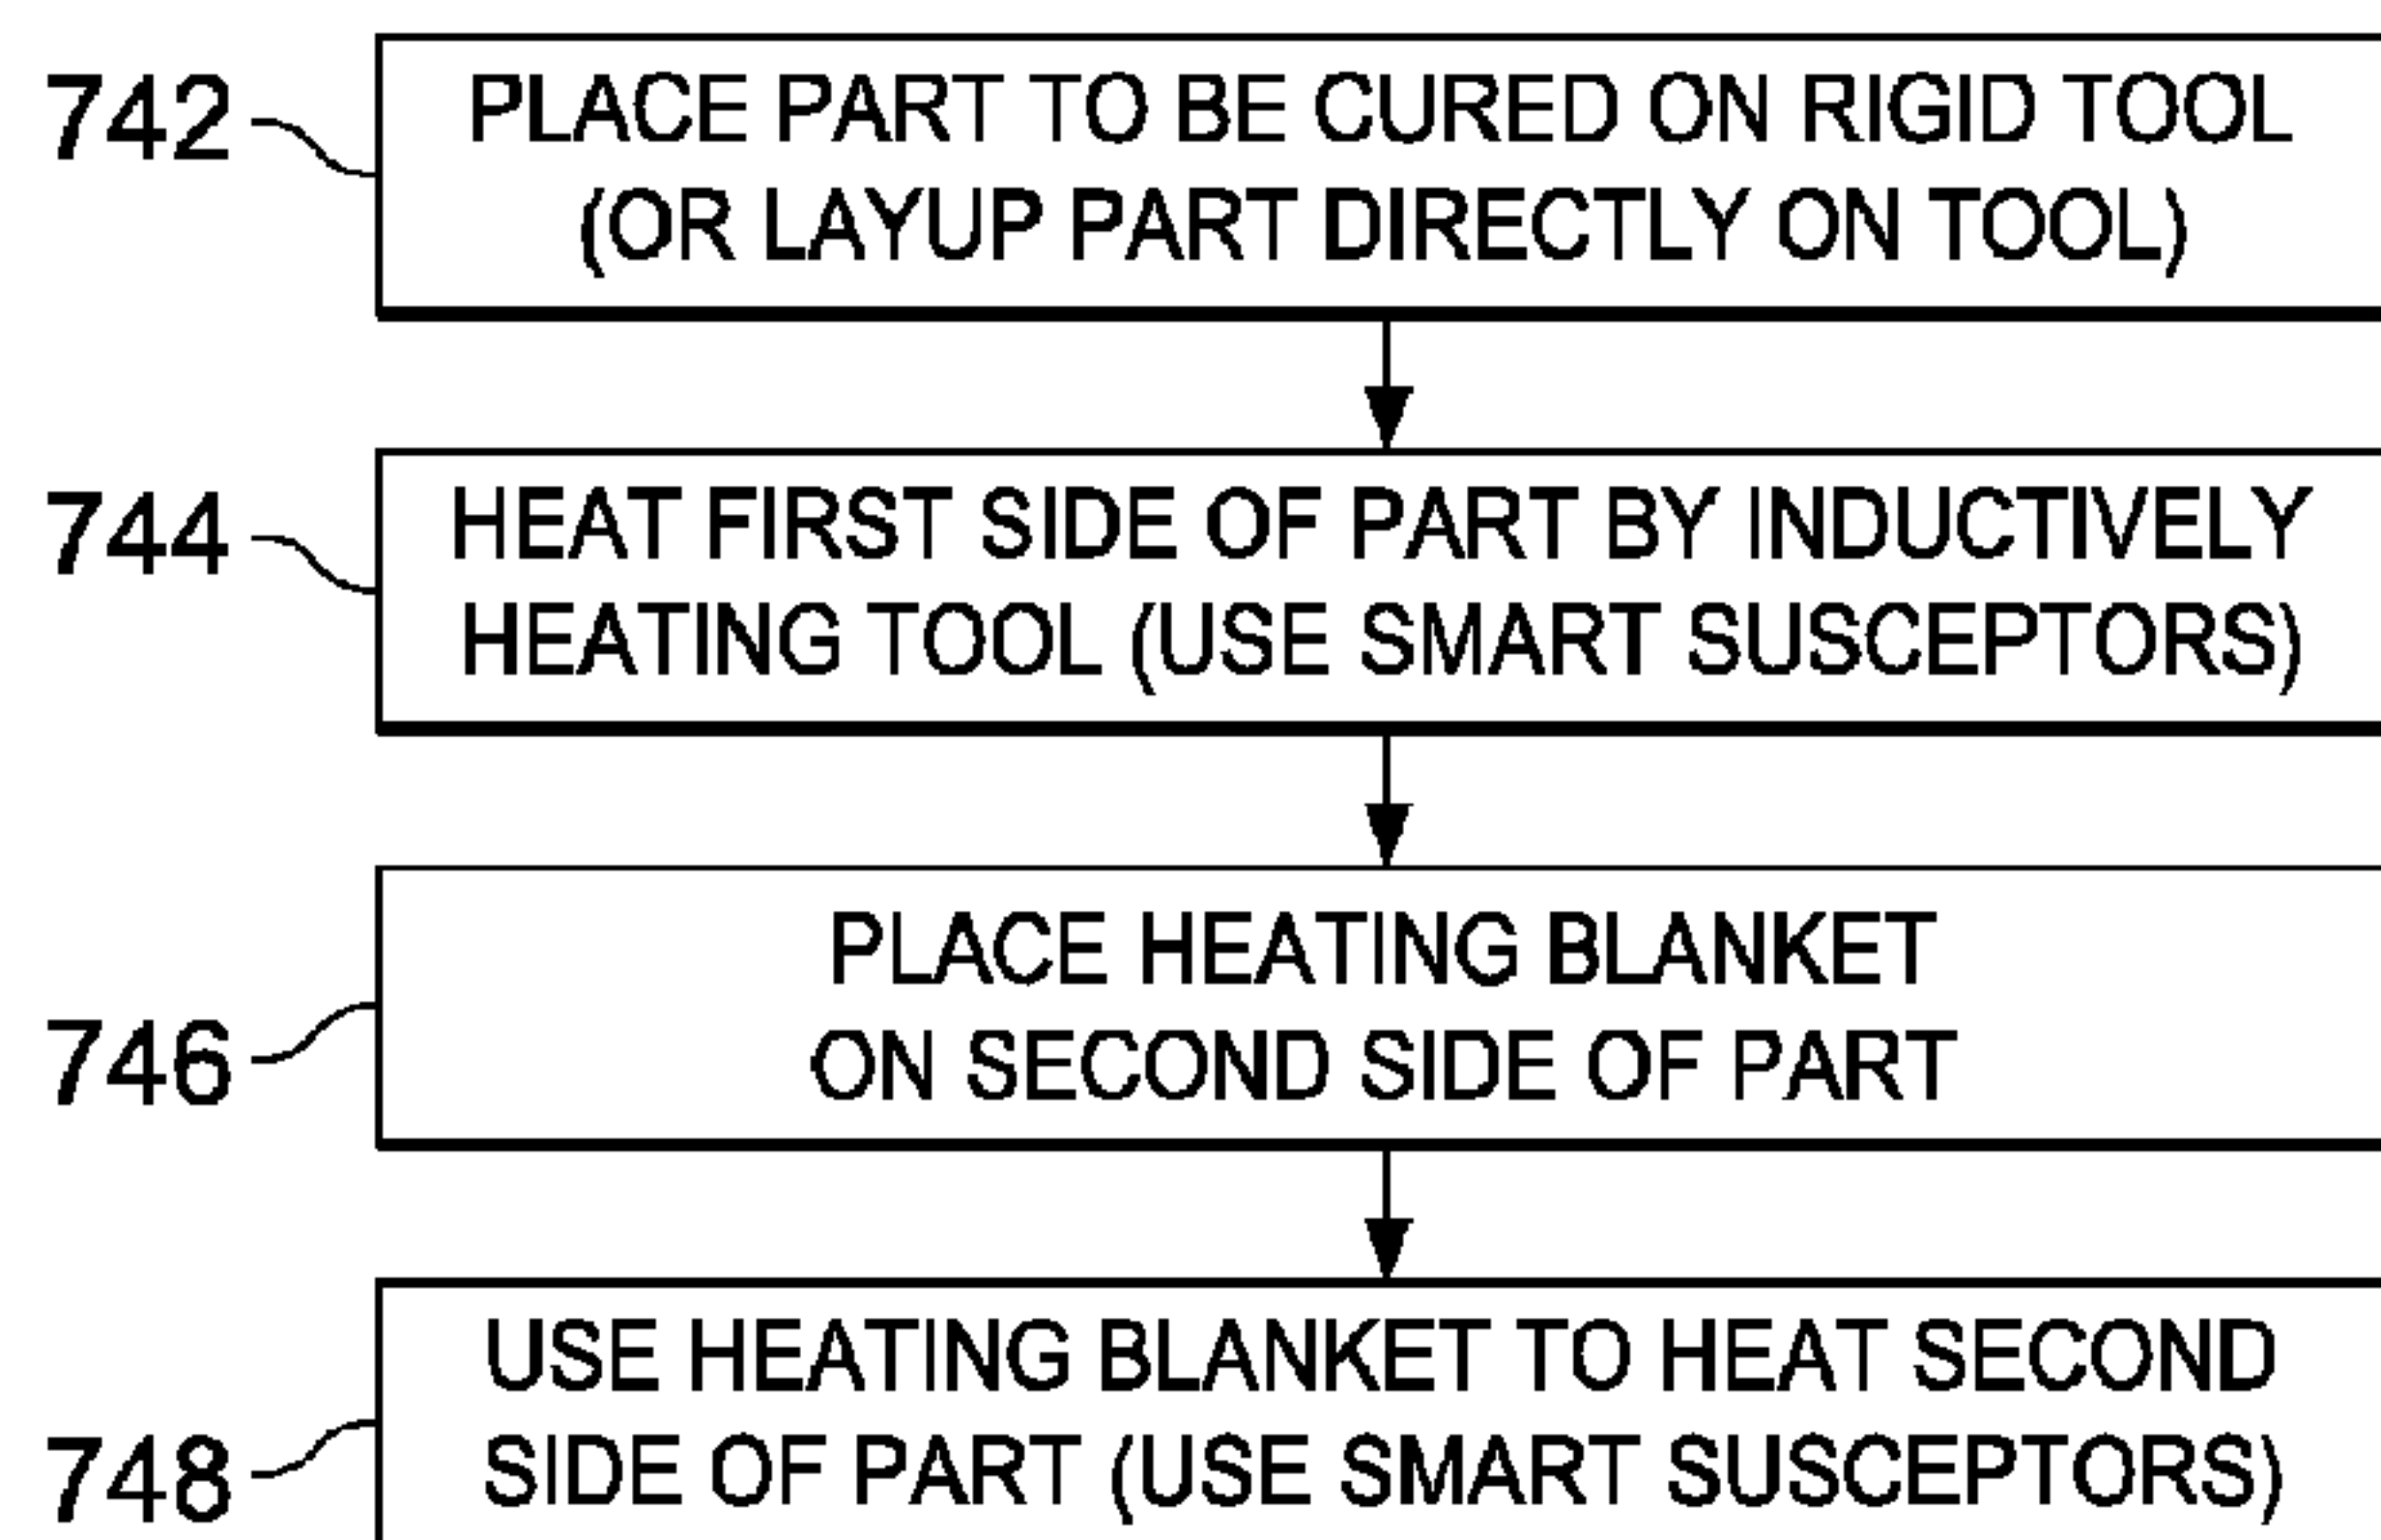 742
PLACE PART TO BE CURED ON RIGID TOOL
(OR LAYUP PART DIRECTLY ON TOOL)
744
HEAT FIRST SIDE OF PART BY INDUCTIVELY
HEATING TOOL (USE SMART SUSCEPTORS)
746
PLACE HEATING BLANKET
ON SECOND SIDE OF PART
748
USE HEATING BLANKET TO HEAT SECOND
SIDE OF PART (USE SMART SUSCEPTORS)